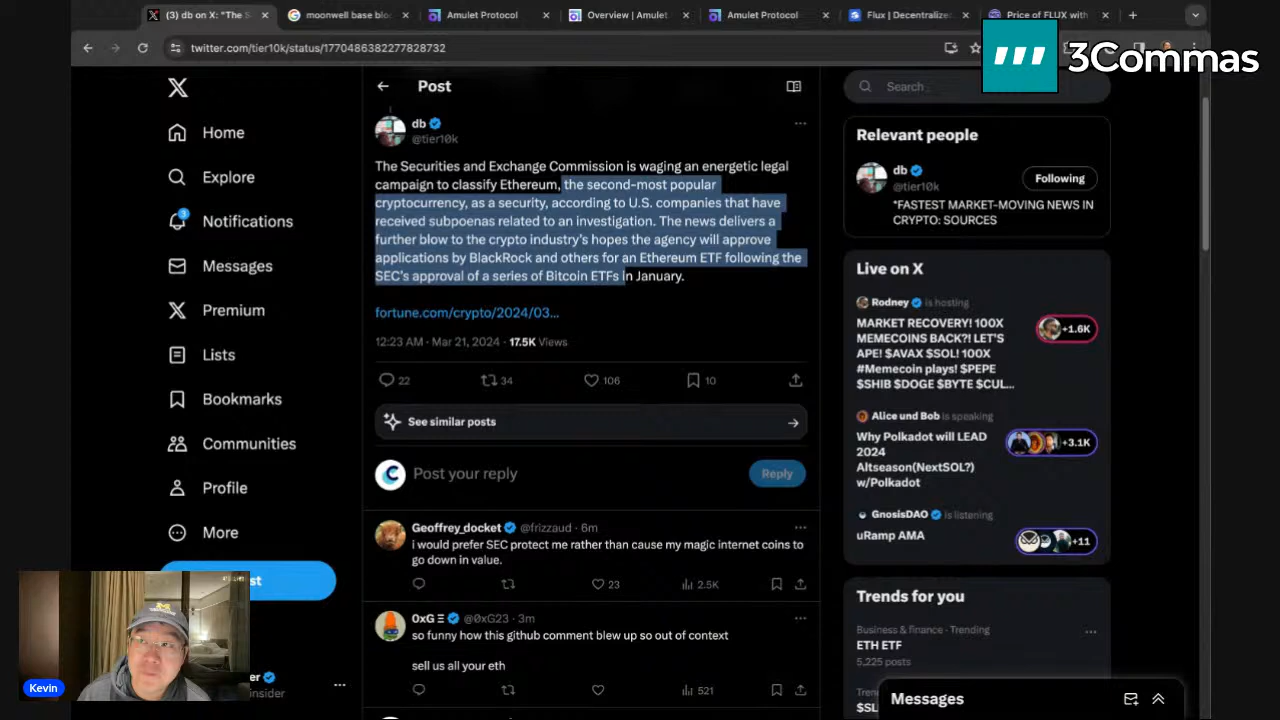 (3) db on X: "The S
moonwell base blo
Amulet Protocol
Overview | Amulet
Amulet Protocol
Flux | Decentralize
Price of FLUX with
twitter.com/tier10k/status/1770486382277828732
3Commas
Home
Explore
3
Notifications
Messages
Premium
Lists
Bookmarks
Communities
Profile
More
Post
db
@tier10k
The Securities and Exchange Commission is waging an energetic legal
campaign to classify Ethereum, the second-most popular
cryptocurrency, as a security, according to U.S. companies that have
received subpoenas related to an investigation. The news delivers a
further blow to the crypto industry's hopes the agency will approve
applications by BlackRock and others for an Ethereum ETF following the
SEC's approval of a series of Bitcoin ETFs in January.
fortune.com/crypto/2024/03...
12:23 AM · Mar 21, 2024 · 17.5K Views
22
34
106
10
See similar posts
Post your reply
Reply
Geoffrey_docket @frizzaud · 6m
i would prefer SEC protect me rather than cause my magic internet coins to
go down in value.
23
2.5K
0xG Ξ @0xG23 · 3m
so funny how this github comment blew up so out of context
sell us all your eth
521
Search
Relevant people
db
@tier10k
Following
*FASTEST MARKET-MOVING NEWS IN
CRYPTO: SOURCES
Live on X
Rodney is hosting
MARKET RECOVERY! 100X
MEMECOINS BACK?! LET'S
APE! $AVAX $SOL! 100X
#Memecoin plays! $PEPE
$SHIB $DOGE $BYTE $CUL...
+1.6K
Alice und Bob is speaking
Why Polkadot will LEAD
2024
Altseason(NextSOL?)
w/Polkadot
+3.1K
GnosisDAO is listening
uRamp AMA
+11
Trends for you
Business & finance · Trending
ETH ETF
5,225 posts
Messages
Kevin